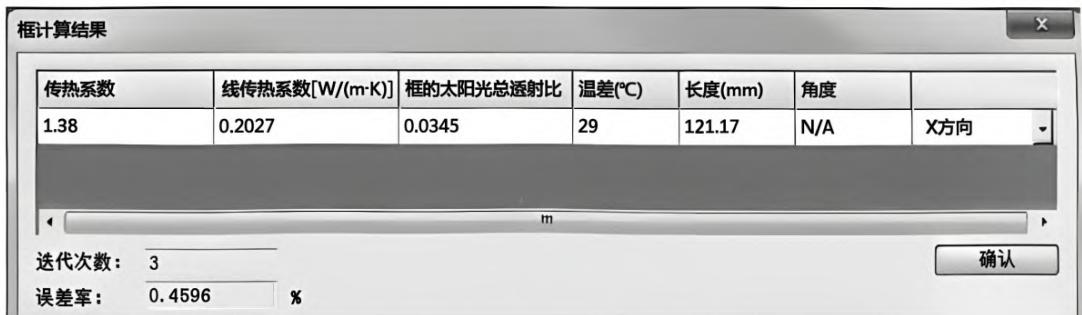 框计算结果 x
传热系数 线传热系数[W/(m·K)] 框的太阳光总透射比 温差(℃) 长度(mm) 角度
1.38 0.2027 0.0345 29 121.17 N/A X方向
迭代次数: 3 确认
误差率: 0.4596 %